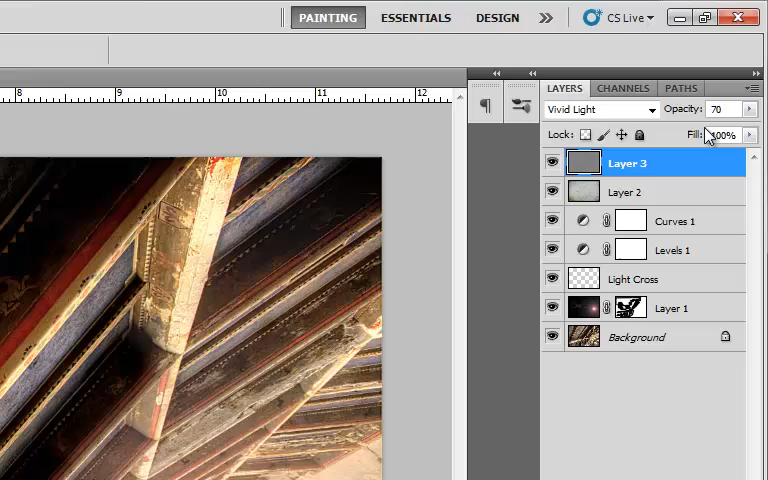 PAINTING ESSENTIALS DESIGN CS Live
8 9 10 11 12
LAYERS CHANNELS PATHS
Vivid Light Opacity: 70
Lock: Fill: 100%
Layer 3
Layer 2
Curves 1
Levels 1
Light Cross
Layer 1
Background